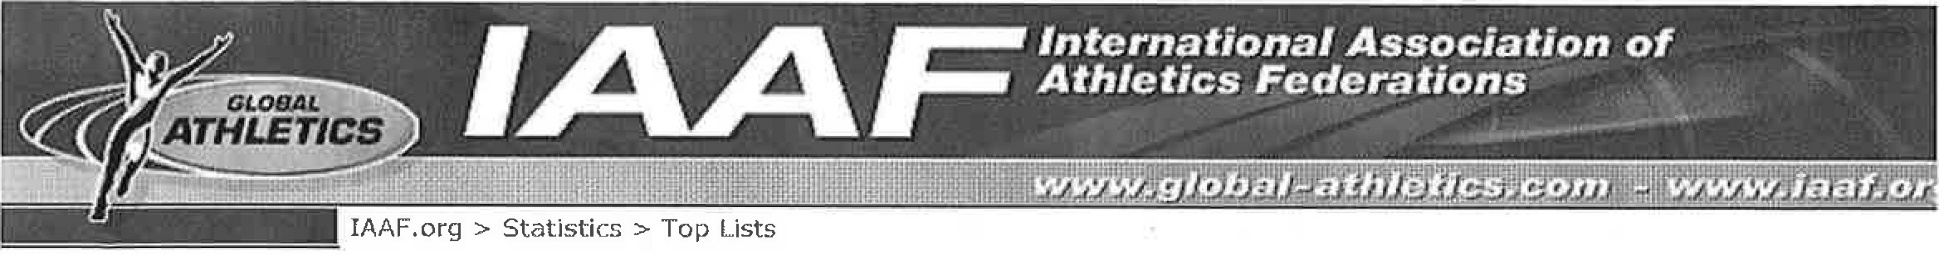 GLOBAL
ATHLETICS
IAAF
International Association of
Athletics Federations
www.global-athletics.com - www.iaaf.or
IAAF.org > Statistics > Top Lists